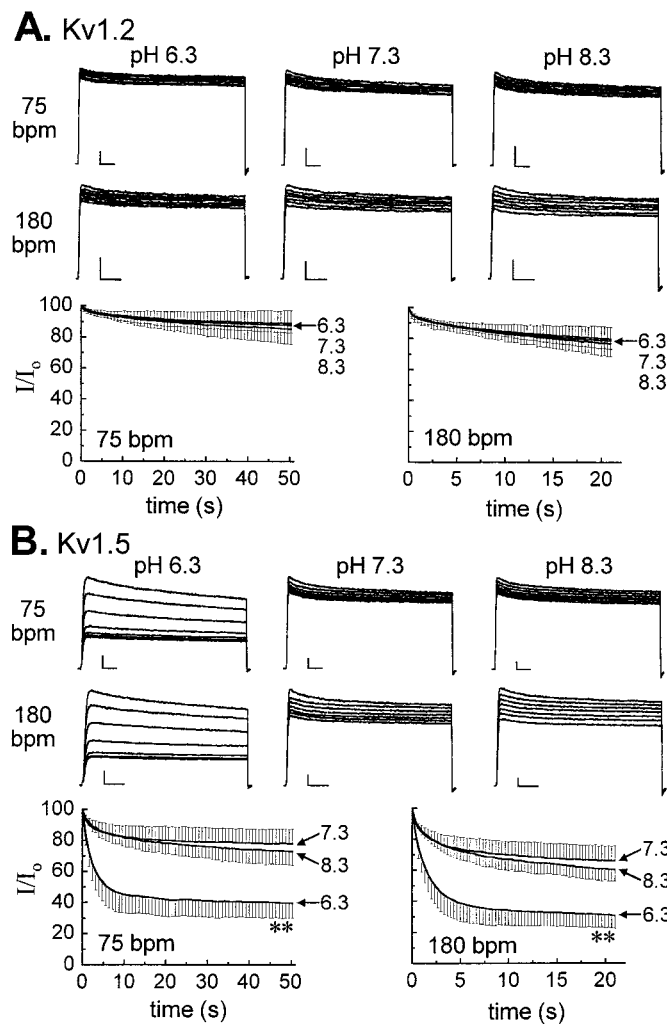 A. Kv1.2
pH 6.3 pH 7.3 pH 8.3
75
bpm
180
bpm
100
80
60
40
20
0
I/Io
6.3
7.3
8.3
75 bpm
0 10 20 30 40 50
time (s)
6.3
7.3
8.3
180 bpm
0 5 10 15 20
time (s)
B. Kv1.5
pH 6.3 pH 7.3 pH 8.3
75
bpm
180
bpm
100
80
60
40
20
0
I/Io
7.3
8.3
6.3
**
75 bpm
0 10 20 30 40 50
time (s)
7.3
8.3
6.3
**
180 bpm
0 5 10 15 20
time (s)